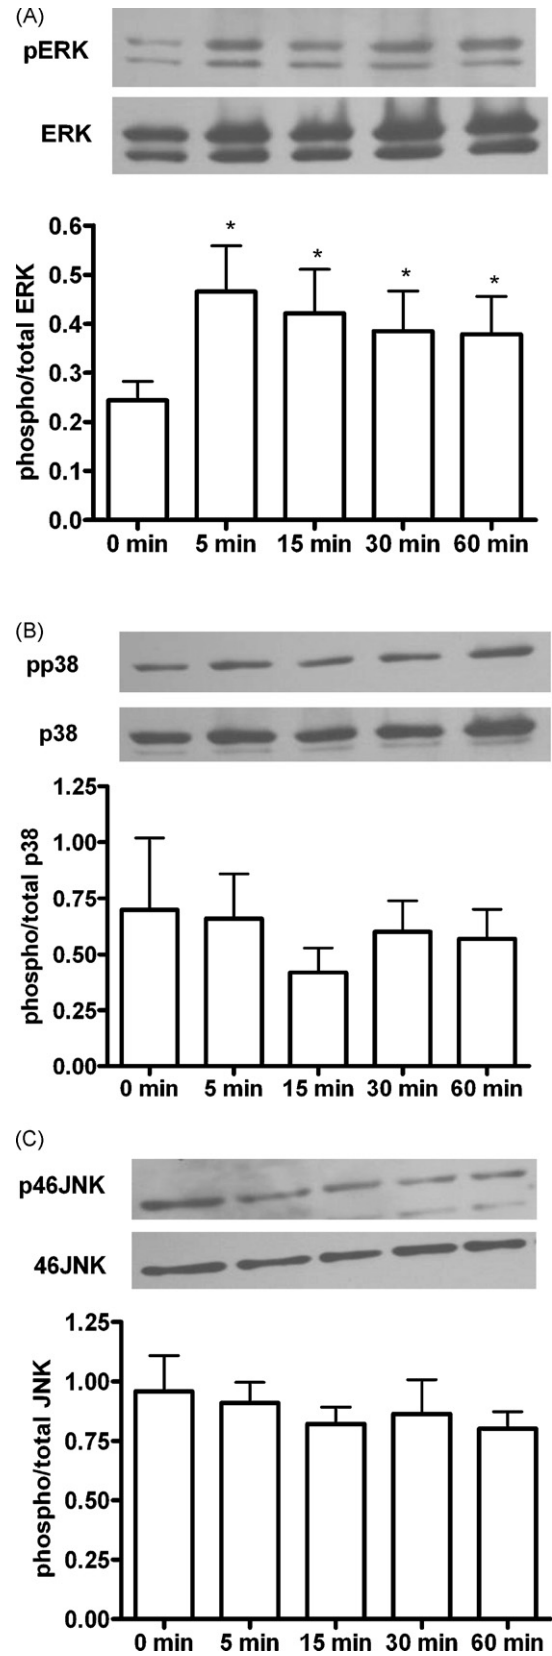 (A)
pERK
ERK
phospho/total ERK
0.6
0.5
0.4
0.3
0.2
0.1
0.0
* * * *
0 min 5 min 15 min 30 min 60 min
(B)
pp38
p38
phospho/total p38
1.25
1.00
0.75
0.50
0.25
0.00
0 min 5 min 15 min 30 min 60 min
(C)
p46JNK
46JNK
phospho/total JNK
1.25
1.00
0.75
0.50
0.25
0.00
0 min 5 min 15 min 30 min 60 min